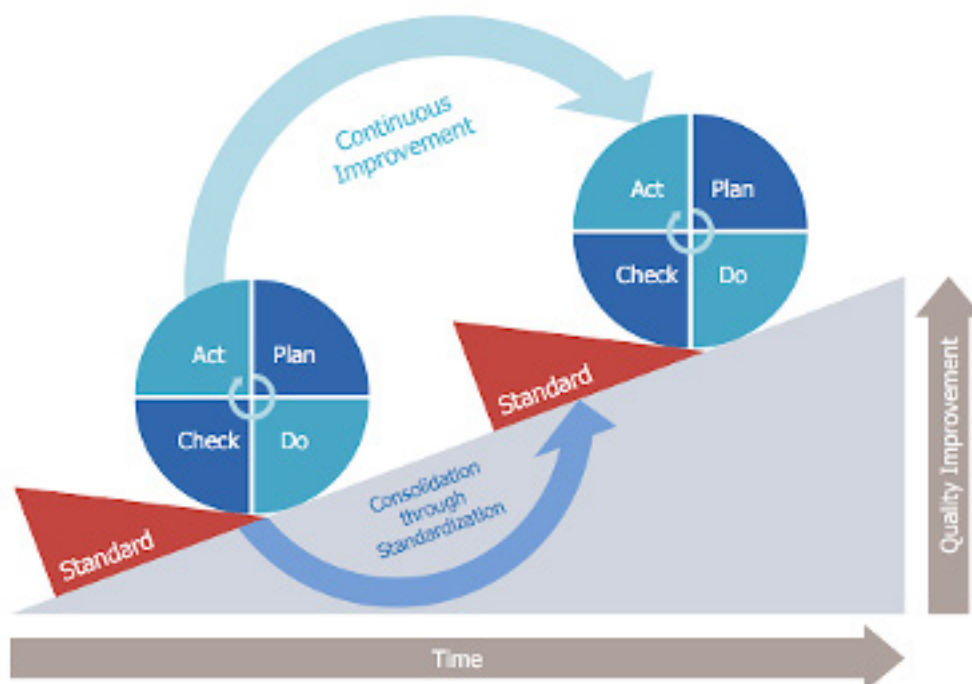 Continuous
Improvement
Act
Plan
Check
Do
Standard
Act
Plan
Check
Do
Standard
Consolidation
through
Standardization
Quality Improvement
Time